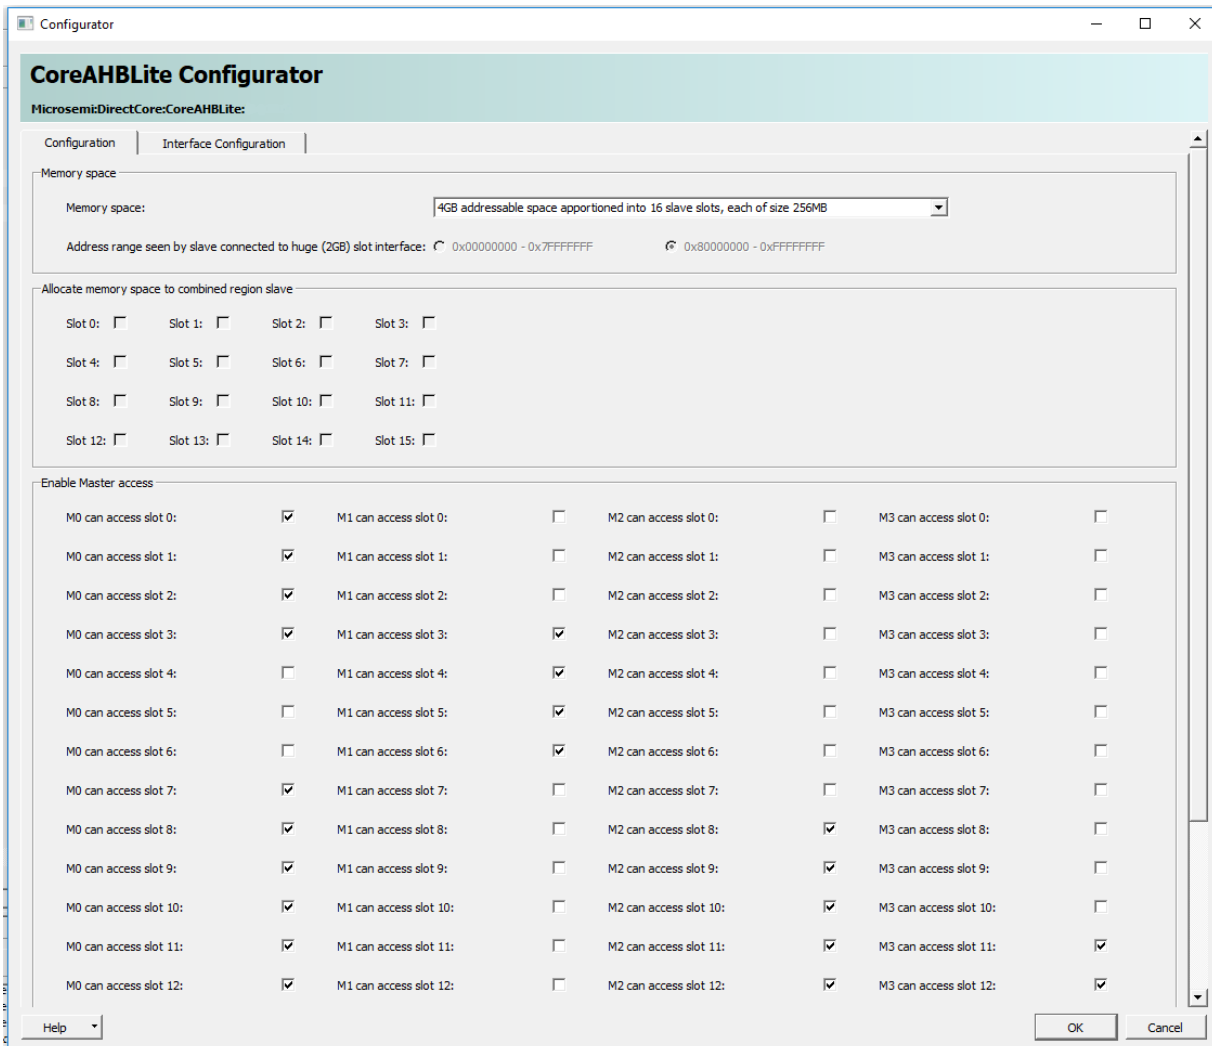 Configurator
CoreAHBLite Configurator
Microsemi:DirectCore:CoreAHBLite:
Configuration Interface Configuration
Memory space
Memory space: 4GB addressable space apportioned into 16 slave slots, each of size 256MB
Address range seen by slave connected to huge (2GB) slot interface: 0x00000000 - 0x7FFFFFFF 0x80000000 - 0xFFFFFFFF
Allocate memory space to combined region slave
Slot 0: Slot 1: Slot 2: Slot 3:
Slot 4: Slot 5: Slot 6: Slot 7:
Slot 8: Slot 9: Slot 10: Slot 11:
Slot 12: Slot 13: Slot 14: Slot 15:
Enable Master access
M0 can access slot 0: M1 can access slot 0: M2 can access slot 0: M3 can access slot 0:
M0 can access slot 1: M1 can access slot 1: M2 can access slot 1: M3 can access slot 1:
M0 can access slot 2: M1 can access slot 2: M2 can access slot 2: M3 can access slot 2:
M0 can access slot 3: M1 can access slot 3: M2 can access slot 3: M3 can access slot 3:
M0 can access slot 4: M1 can access slot 4: M2 can access slot 4: M3 can access slot 4:
M0 can access slot 5: M1 can access slot 5: M2 can access slot 5: M3 can access slot 5:
M0 can access slot 6: M1 can access slot 6: M2 can access slot 6: M3 can access slot 6:
M0 can access slot 7: M1 can access slot 7: M2 can access slot 7: M3 can access slot 7:
M0 can access slot 8: M1 can access slot 8: M2 can access slot 8: M3 can access slot 8:
M0 can access slot 9: M1 can access slot 9: M2 can access slot 9: M3 can access slot 9:
M0 can access slot 10: M1 can access slot 10: M2 can access slot 10: M3 can access slot 10:
M0 can access slot 11: M1 can access slot 11: M2 can access slot 11: M3 can access slot 11:
M0 can access slot 12: M1 can access slot 12: M2 can access slot 12: M3 can access slot 12:
Help OK Cancel